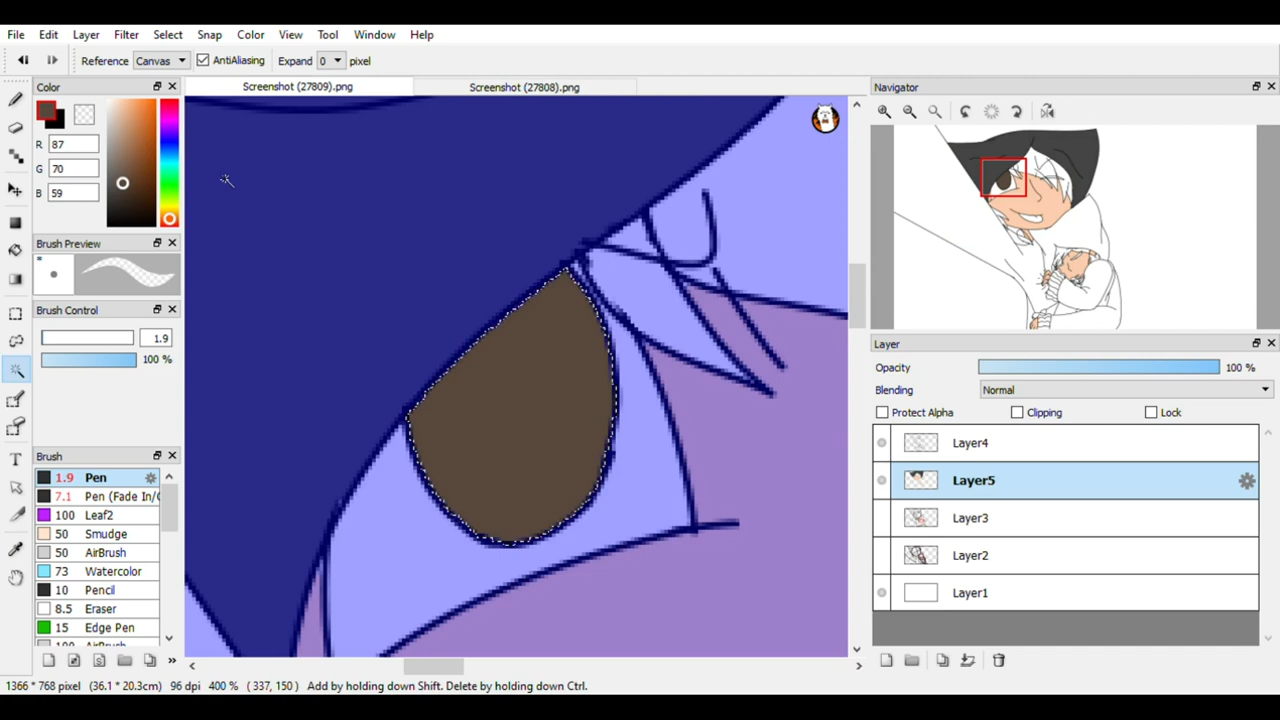 File Edit Layer Filter Select Snap Color View Tool Window Help
Reference Canvas AntiAliasing Expand 0 pixel
Color
Screenshot (27809).png
Screenshot (27808).png
Navigator
R 87
G 70
B 59
Brush Preview
Brush Control
1.9
100 %
Brush
1.9 Pen
7.1 Pen (Fade In/
100 Leaf2
50 Smudge
50 AirBrush
73 Watercolor
10 Pencil
8.5 Eraser
15 Edge Pen
100 AirBrush
Layer
Opacity 100 %
Blending Normal
Protect Alpha Clipping Lock
Layer4
Layer5
Layer3
Layer2
Layer1
1366 * 768 pixel (36.1 * 20.3cm) 96 dpi 400 % ( 337, 150 ) Add by holding down Shift. Delete by holding down Ctrl.